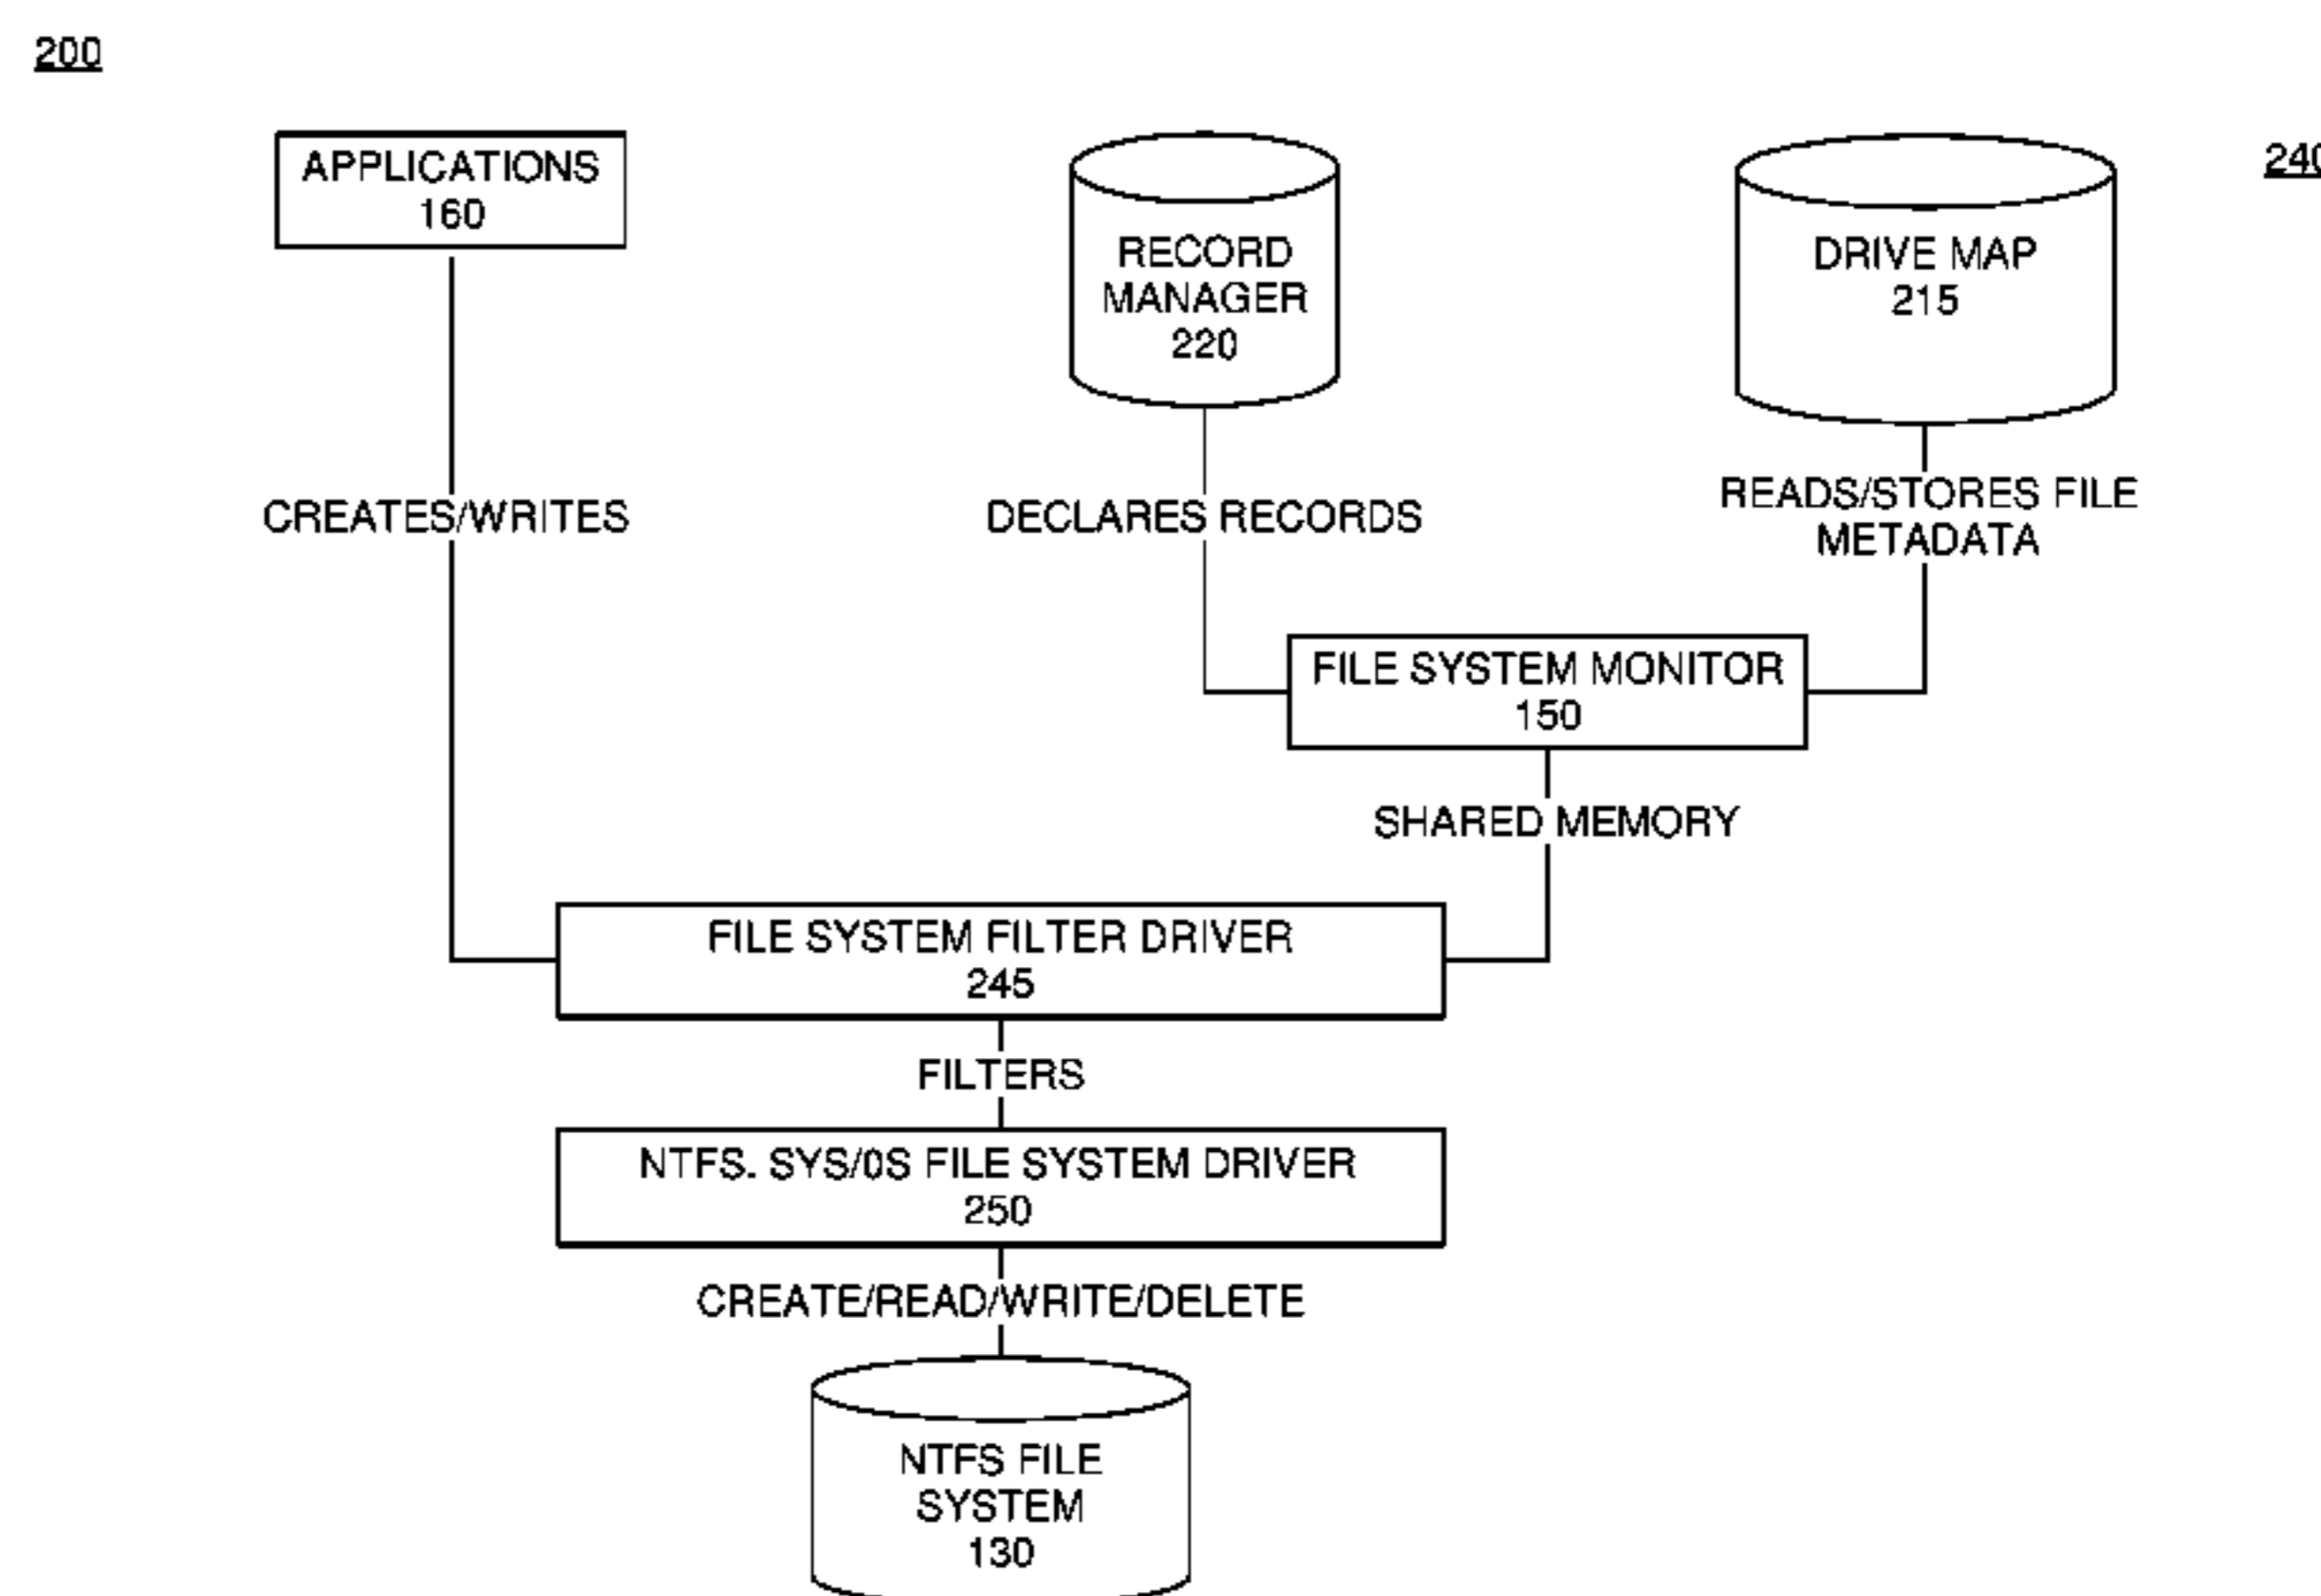 200
240
APPLICATIONS
160
RECORD
MANAGER
220
DRIVE MAP
215
CREATES/WRITES
DECLARES RECORDS
READS/STORES FILE
METADATA
FILE SYSTEM MONITOR
150
SHARED MEMORY
FILE SYSTEM FILTER DRIVER
245
FILTERS
NTFS. SYS/0S FILE SYSTEM DRIVER
250
CREATE/READ/WRITE/DELETE
NTFS FILE
SYSTEM
130